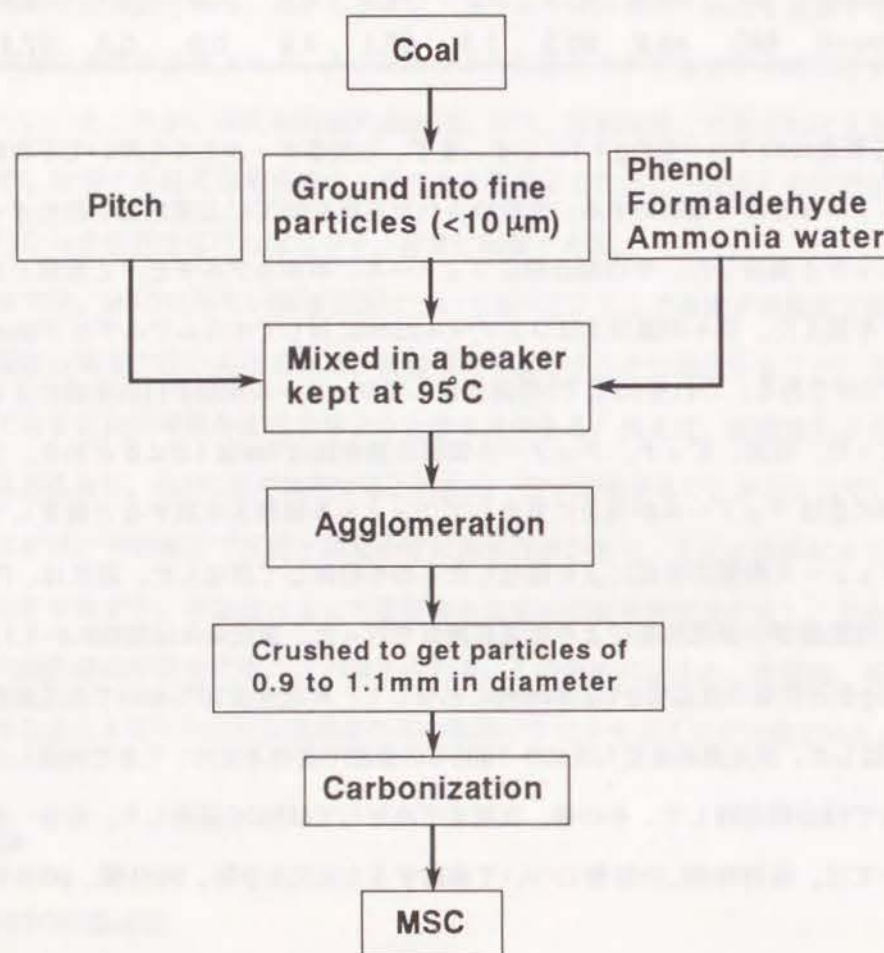 Coal
Pitch
Ground into fine
particles (<10 μm)
Phenol
Formaldehyde
Ammonia water
Mixed in a beaker
kept at 95°C
Agglomeration
Crushed to get particles of
0.9 to 1.1mm in diameter
Carbonization
MSC